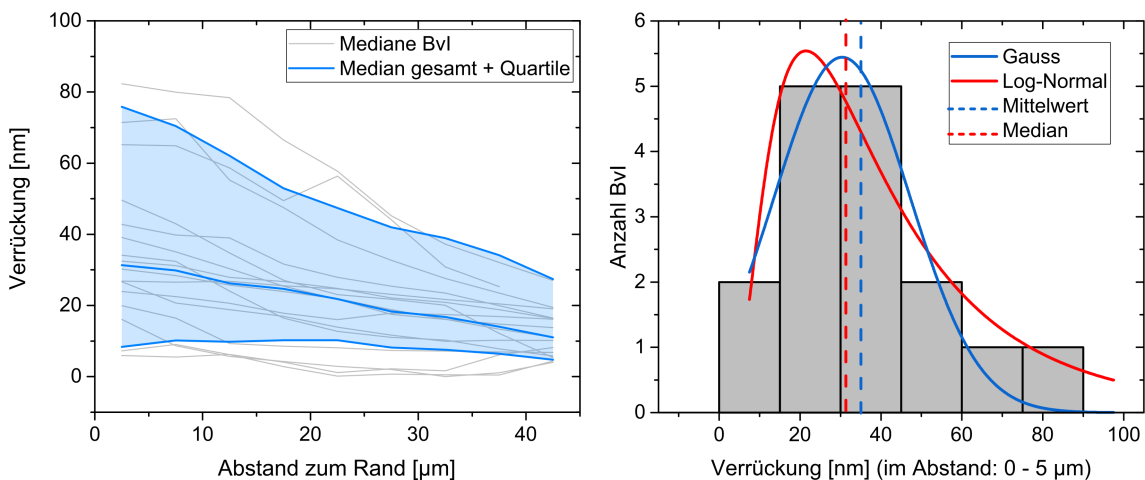 Mediane BvI
Median gesamt + Quartile
Verrückung [nm]
100
80
60
40
20
0
0
10
20
30
40
Abstand zum Rand [µm]
Gauss
Log-Normal
Mittelwert
Median
Anzahl BvI
6
5
4
3
2
1
0
0
20
40
60
80
100
Verrückung [nm] (im Abstand: 0 - 5 µm)